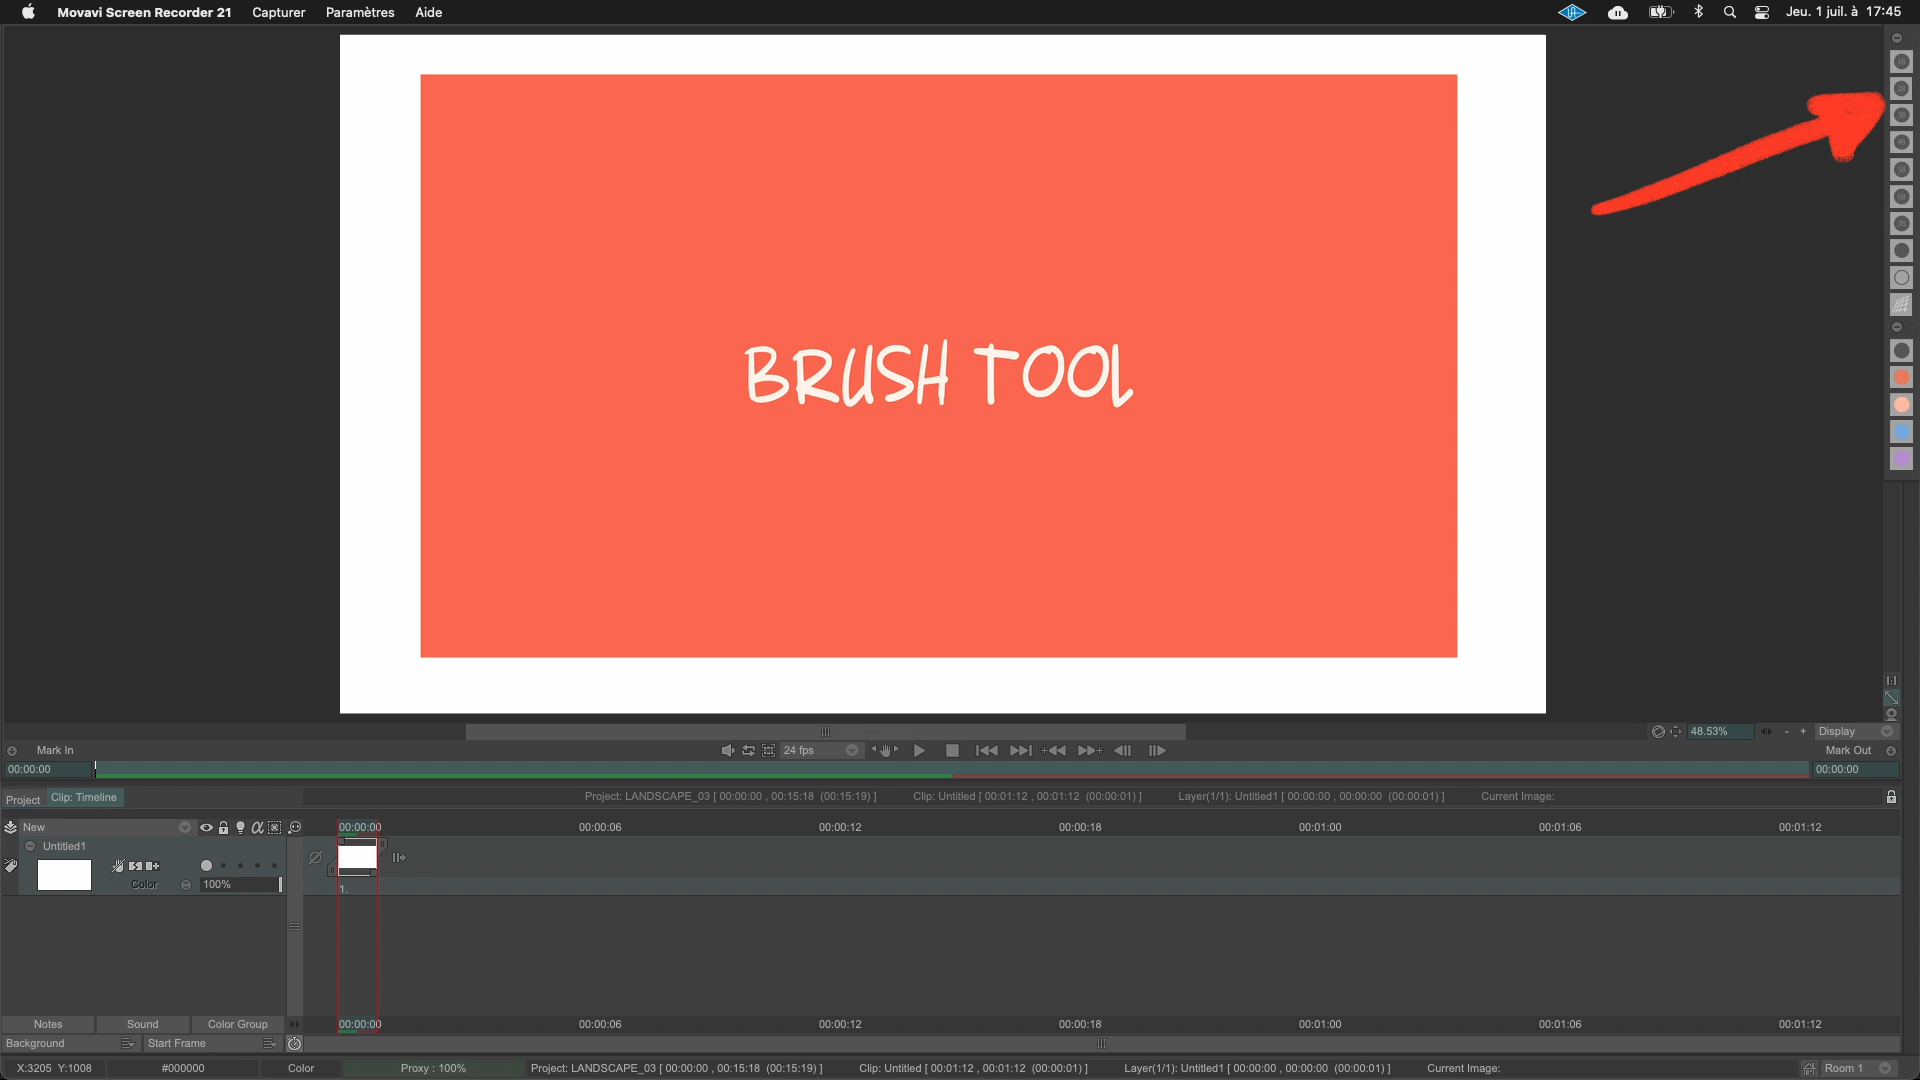 Movavi Screen Recorder 21 Capturer Paramètres Aide Jeu. 1 juil. à 17:45
BRUSH TOOL
48.53% - + Display
Mark In 24 fps Mark Out
00:00:00 00:00:00
Project Clip: Timeline Project: LANDSCAPE_03 [ 00:00:00 , 00:15:18 (00:15:19) ] Clip: Untitled [ 00:01:12 , 00:01:12 (00:00:01) ] Layer(1/1): Untitled1 [ 00:00:00 , 00:00:00 (00:00:01) ] Current Image:
New 00:00:00 00:00:06 00:00:12 00:00:18 00:01:00 00:01:06 00:01:12
Untitled1
Color 100%
1.
Notes Sound Color Group 00:00:00 00:00:06 00:00:12 00:00:18 00:01:00 00:01:06 00:01:12
Background Start Frame
X:3205 Y:1008 #000000 Color Proxy : 100% Project: LANDSCAPE_03 [ 00:00:00 , 00:15:18 (00:15:19) ] Clip: Untitled [ 00:01:12 , 00:01:12 (00:00:01) ] Layer(1/1): Untitled1 [ 00:00:00 , 00:00:00 (00:00:01) ] Current Image: Room 1